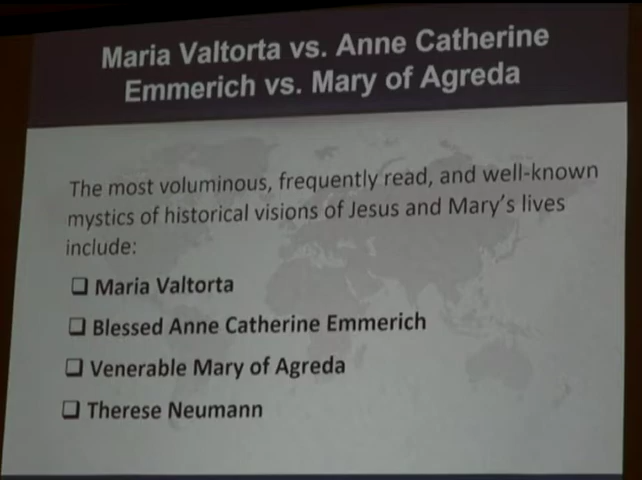 Maria Valtorta vs. Anne Catherine
Emmerich vs. Mary of Agreda
The most voluminous, frequently read, and well-known
mystics of historical visions of Jesus and Mary's lives
include:
❑ Maria Valtorta
❑ Blessed Anne Catherine Emmerich
❑ Venerable Mary of Agreda
❑ Therese Neumann